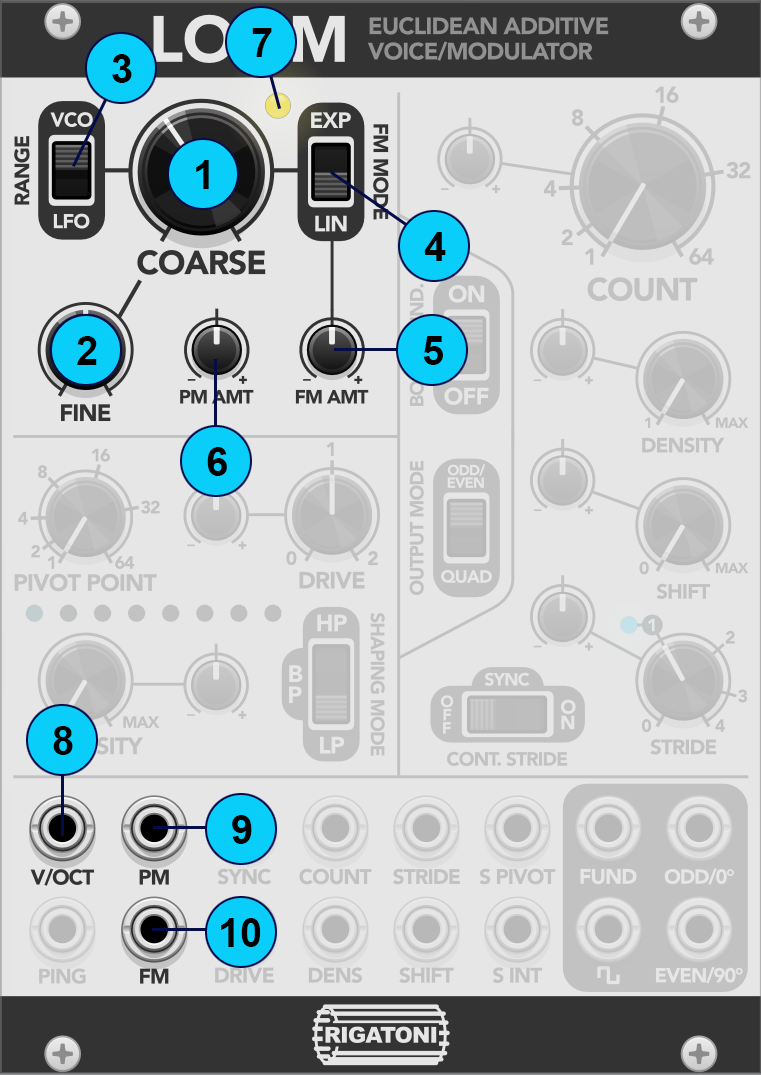 LO M
EUCLIDEAN ADDITIVE
VOICE/MODULATOR
7
3
VCO
RANGE
LFO
1
COARSE
EXP
FM MODE
LIN
4
2
FINE
- +
PM AMT
- +
FM AMT
5
6
- +
1 2 4 8 16 32 64
COUNT
ON
OFF
ND.
BO
- +
1 MAX
DENSITY
1 2 4 8 16 32 64
PIVOT POINT
- +
0 1 2
DRIVE
OUTPUT MODE
ODD/
EVEN
QUAD
- +
0 MAX
SHIFT
MAX
SITY
- +
HP
BP
LP
SHAPING MODE
- +
0 1 2 3 4
STRIDE
SYNC
OFF
ON
CONT. STRIDE
8
9
V/OCT
PM
SYNC
COUNT
STRIDE
S PIVOT
FUND
ODD/0°
10
PING
FM
DRIVE
DENS
SHIFT
S INT
EVEN/90°
RIGATONI